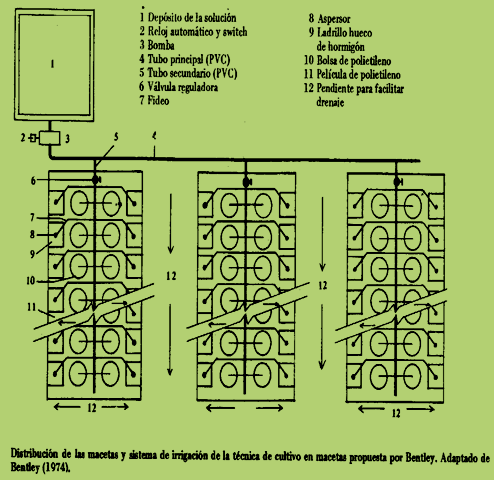 1 Depósito de la solución
2 Reloj automático y switch
3 Bomba
4 Tubo principal (PVC)
5 Tubo secundario (PVC)
6 Válvula reguladora
7 Fideo
8 Aspersor
9 Ladrillo hueco
de hormigón
10 Bolsa de polietileno
11 Película de polietileno
12 Pendiente para facilitar
drenaje
1
2
3
5
4
6
7
8
9
10
11
12
12
12
12
Distribución de las macetas y sistema de irrigación de la técnica de cultivo en macetas propuesta por Bentley. Adaptado de
Bentley (1974).